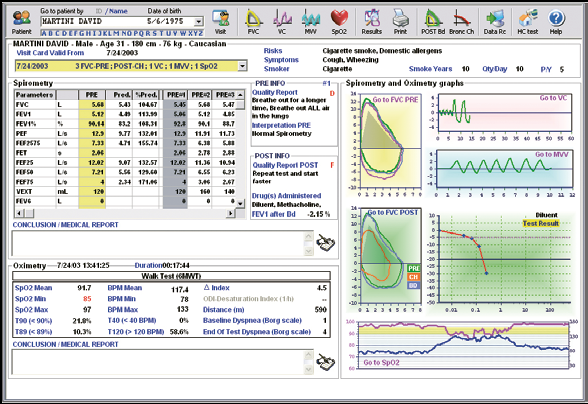 Go to patient by ID / Name Date of Birth
MARTINI DAVID 5/6/1975
A B C D E F G H I J K L M N O P Q R S T U V W X Y Z
Patient Visit FVC VC MV SpO2 Results Print POST Bd Bronc Ch Data Rc HC test Help
MARTINI DAVID - Male - Age 31 - 180 cm - 76 kg - Caucasian
Visit Card Valid From 7/24/2003
7/24/2003 3 FVC-PRE ; POST-CH ; 1 VC ; 1 MVV ; 1 SpO2
Risks Cigarette smoke, Domestic allergens
Symptoms Cough, Wheezing
Smoker Cigarette Smoke Years 10 Qty-Day 10 P/Y 5
Spirometry
Parameters PRE Pred. %Pred. PRE#1 PRE#2 PRE#3
FVC L 5.68 5.43 104.67 5.45 5.68 5.47
FEV1 L 5.12 4.49 113.99 5.06 5.12 4.85
FEV1% % 90.14 83.2 108.34 92.8 90.1 88.7
PEF L/s 12.9 9.77 132.01 12.9 11.91 11.73
FEF2575 L/s 7.33 4.71 155.74 7.33 6.38 5.88
FET s 2.06 2.06 2.38 2.88
FEF25 L/s 12.02 9.07 132.57 12.02 11.36 10.94
FEF50 L/s 7.21 5.56 129.60 7.21 6.55 6.23
FEF75 L/s 4 2.34 171.06 4 3.06 2.67
VEXT mL 120 120 160 140
FEV6 L 0 0 0 0
PRE INFO #1
Quality Report D
Breathe out for a longer
time, Breathe out ALL air
in the lungs
Interpretation PRE
Normal Spirometry
POST INFO
Quality Report POST F
Repeat test and start
faster
Drug(s) Administered
Diluent, Methacholine,
FEV1 after Bd -2.15 %
CONCLUSION / MEDICAL REPORT
Oximetry 7/24/03 13:41:25 Duration00:17:44
Walk Test (6MWT)
SpO2 Mean 91.7 BPM Mean 117.4 Δ Index 4.5
SpO2 Min 85 BPM Min 78 ODI-Desaturation Index (1h) ..
SpO2 Max 97 BPM Max 133 Distance (m) 590
T90 (< 90%) 21.8% T40 (< 40 BPM) 0% Baseline Dyspnea (Borg scale) 1
T89 (< 89%) 10.3% T120 (> 120 BPM) 58.6% End Of Test Dyspnea (Borg scale) 4
CONCLUSION / MEDICAL REPORT
Spirometry and Oximetry graphs
Go to FVC PRE
Go to VC
Go to MVV
Go to FVC POST
PRE
CH
BD
Diluent
Test Result
Go to SpO2